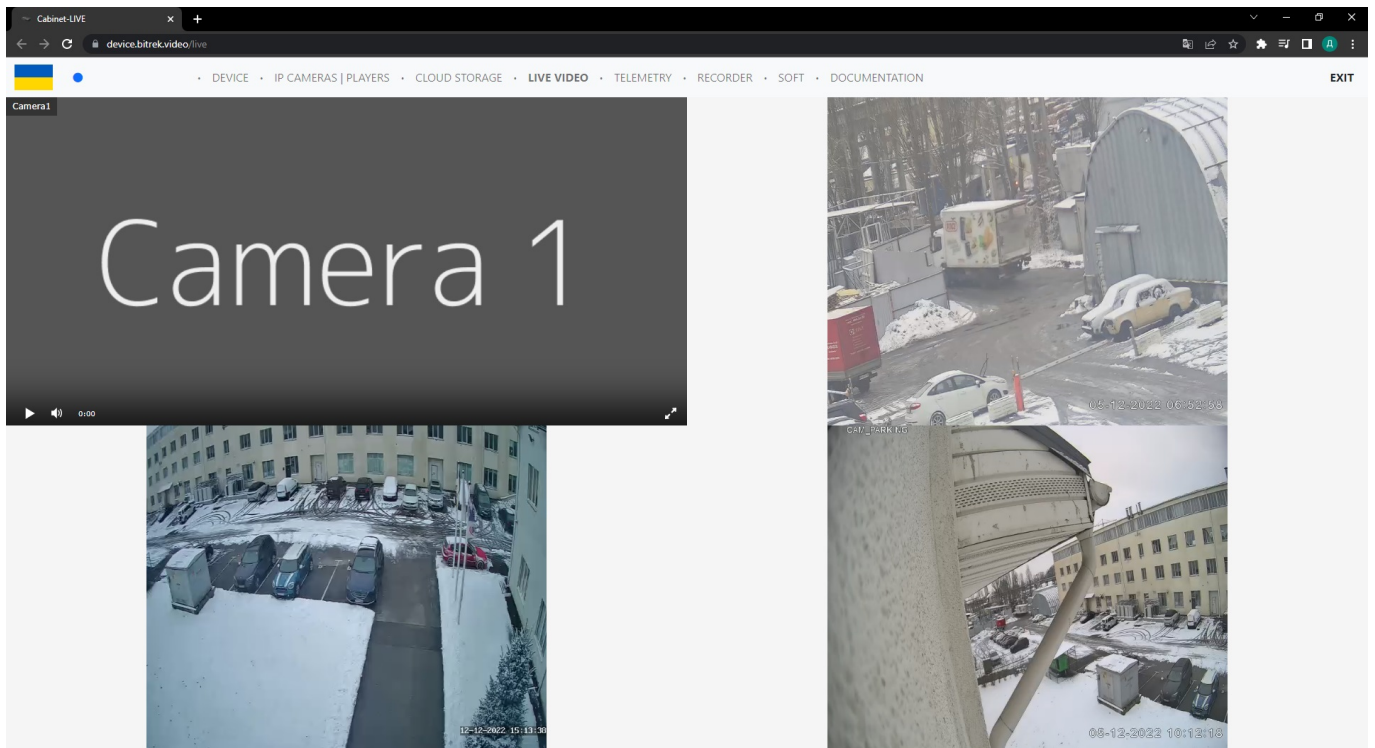 Cabinet-LIVE
device.bitrek.video/live
Д
DEVICE • IP CAMERAS | PLAYERS • CLOUD STORAGE • LIVE VIDEO • TELEMETRY • RECORDER • SOFT • DOCUMENTATION
EXIT
Camera1
Camera 1
0:00
05-12-2022 06:52:58
CAM_PARKING
12-12-2022 15:13:38
05-12-2022 10:12:18